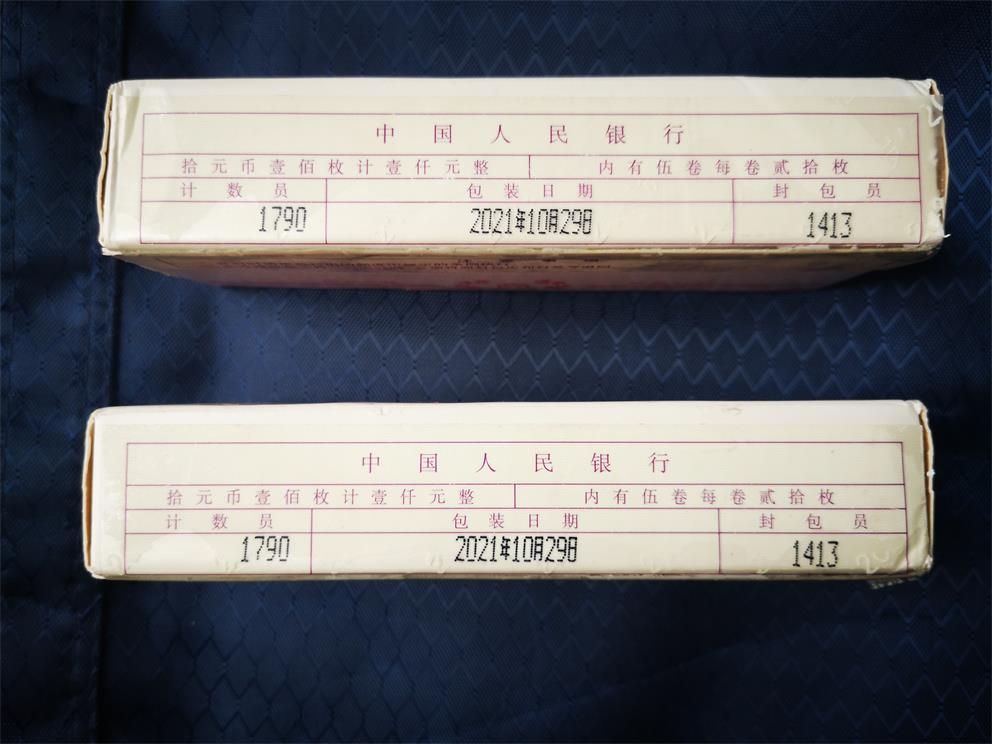 中国人民银行
拾元币壹佰枚计壹仟元整 内有伍卷每卷贰拾枚
计数员 包装日期 封包员
1790 2021年10月29日 1413
中国人民银行
拾元币壹佰枚计壹仟元整 内有伍卷每卷贰拾枚
计数员 包装日期 封包员
1790 2021年10月29日 1413